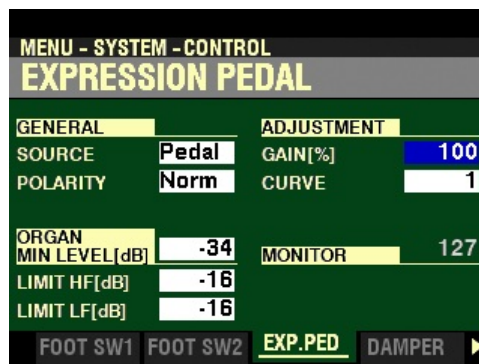 MENU - SYSTEM - CONTROL
EXPRESSION PEDAL
GENERAL
SOURCE Pedal
POLARITY Norm
ADJUSTMENT
GAIN[%] 100
CURVE 1
ORGAN
MIN LEVEL[dB] -34
LIMIT HF[dB] -16
LIMIT LF[dB] -16
MONITOR 127
FOOT SW1 FOOT SW2 EXP.PED DAMPER